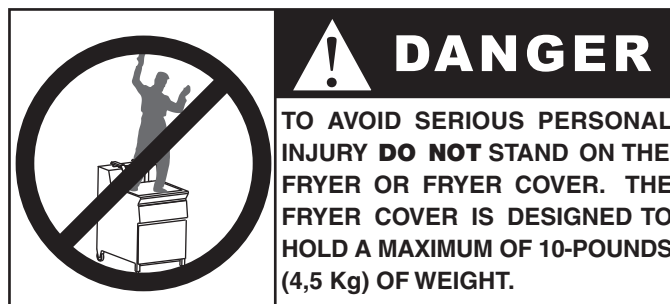 DANGER
TO AVOID SERIOUS PERSONAL
INJURY DO NOT STAND ON THE
FRYER OR FRYER COVER. THE
FRYER COVER IS DESIGNED TO
HOLD A MAXIMUM OF 10-POUNDS
(4,5 Kg) OF WEIGHT.